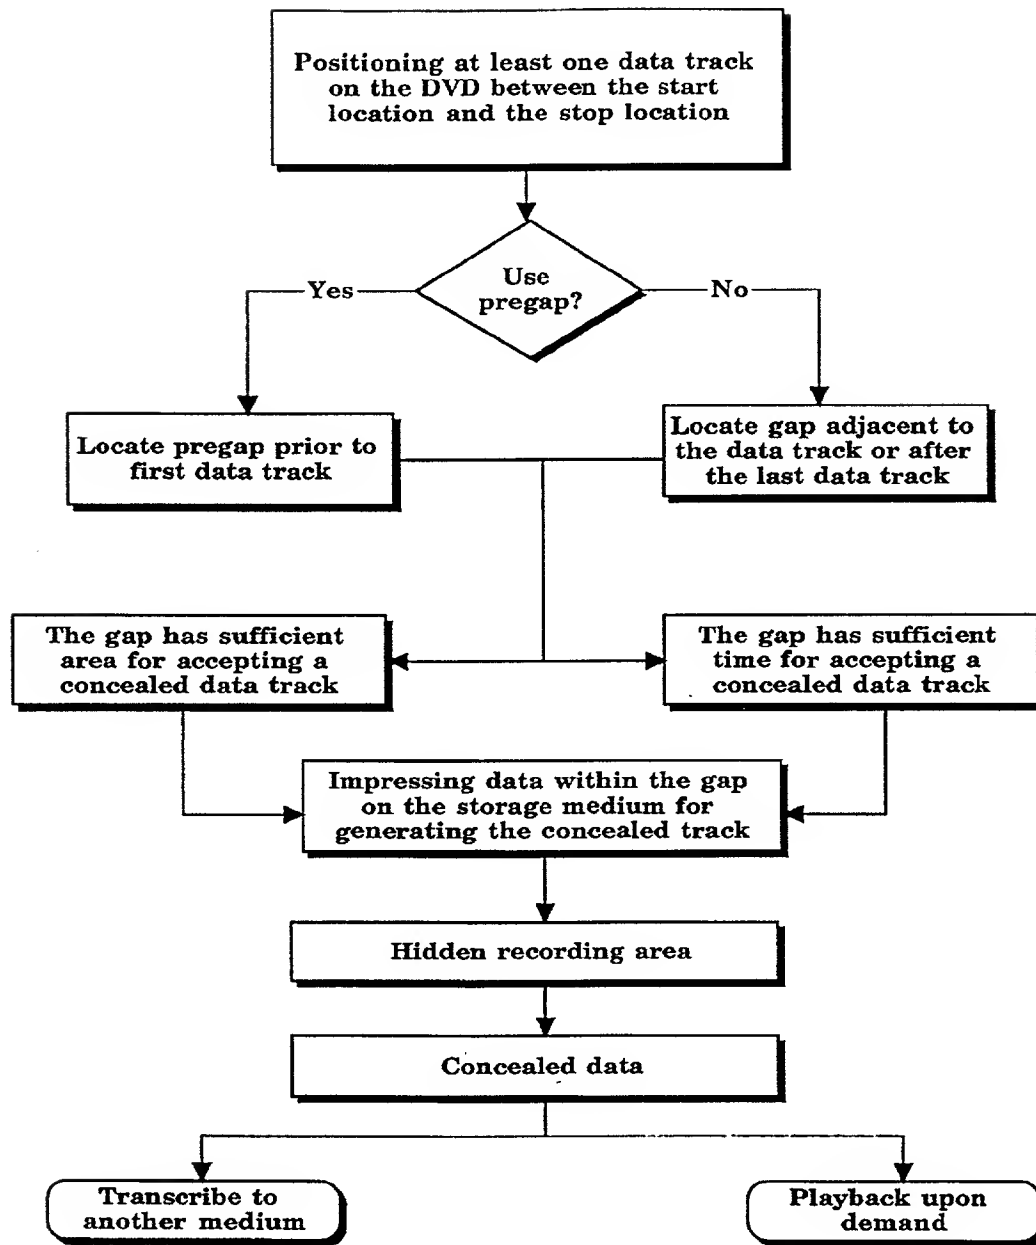 Positioning at least one data track
on the DVD between the start
location and the stop location
Use
pregap?
Yes
No
Locate pregap prior to
first data track
Locate gap adjacent to
the data track or after
the last data track
The gap has sufficient
area for accepting a
concealed data track
The gap has sufficient
time for accepting a
concealed data track
Impressing data within the gap
on the storage medium for
generating the concealed track
Hidden recording area
Concealed data
Transcribe to
another medium
Playback upon
demand